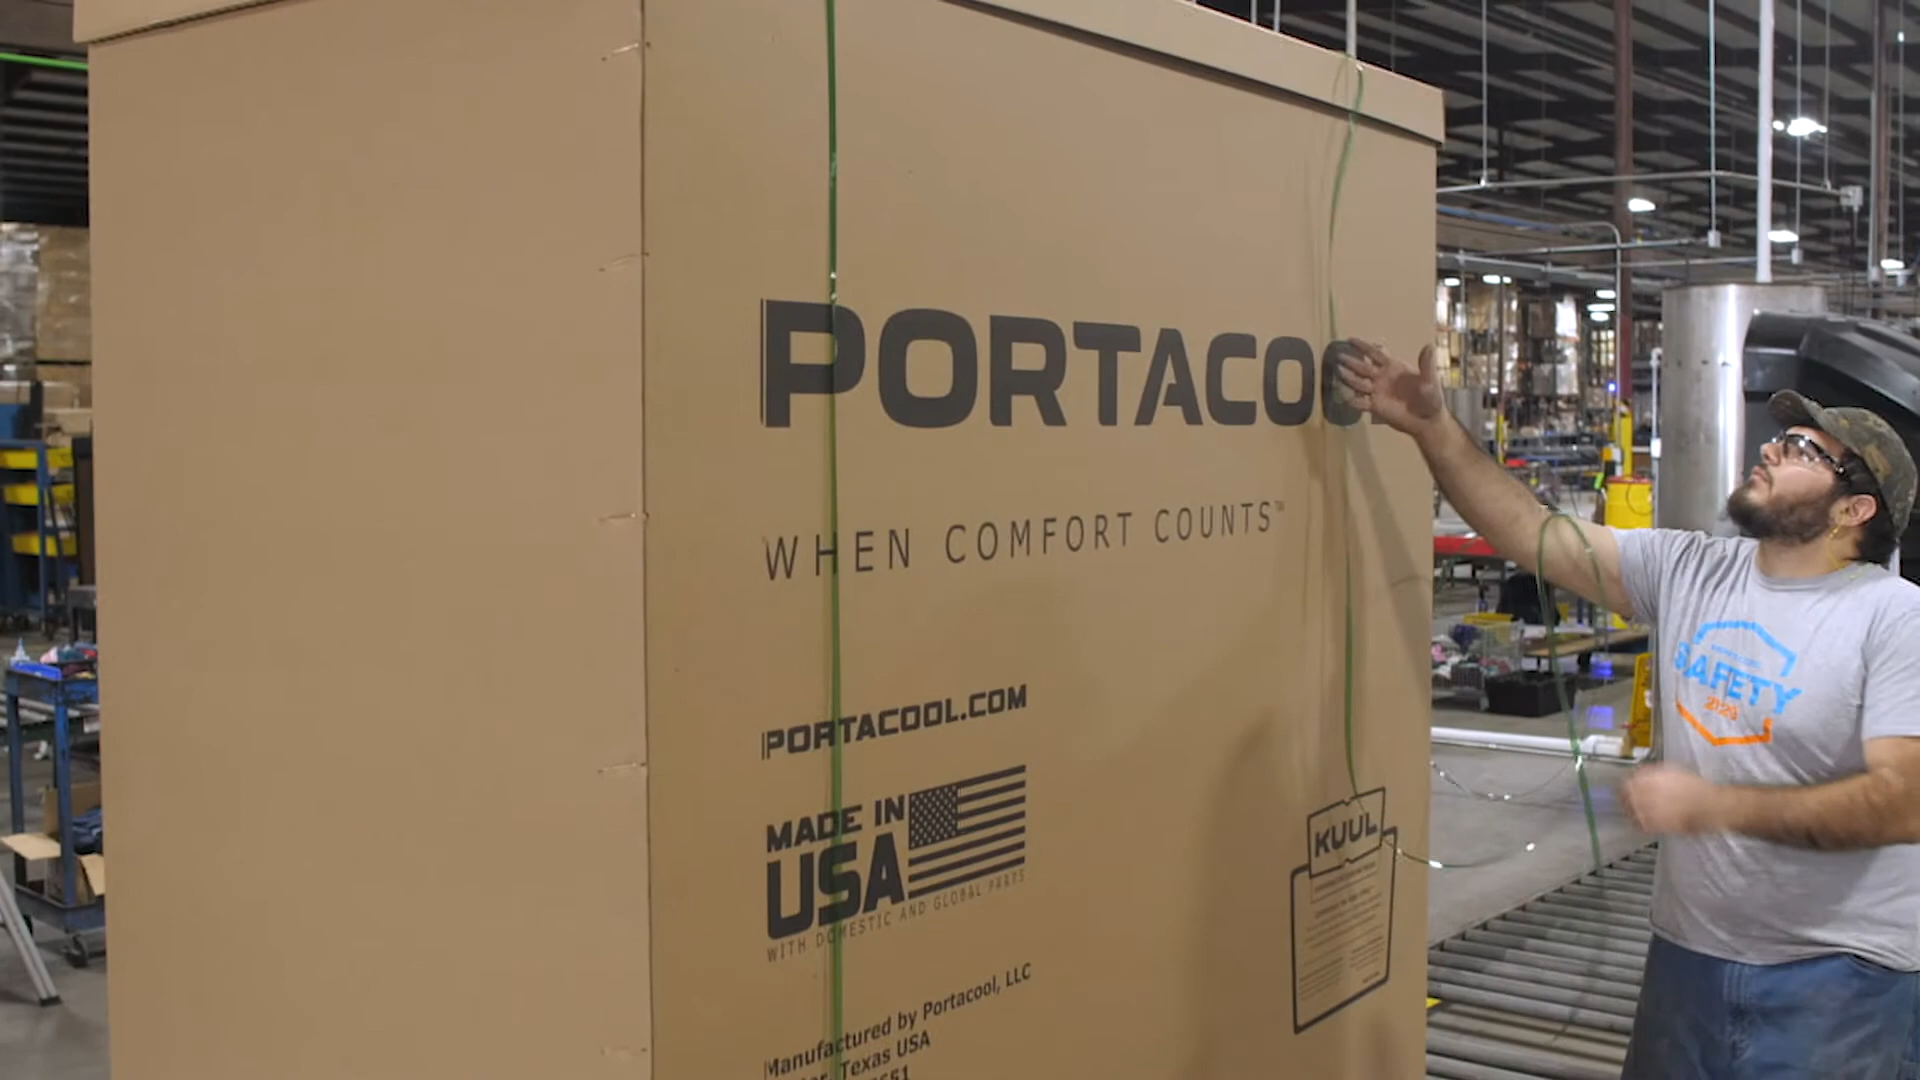 PORTACOOL
WHEN COMFORT COUNTS™
PORTACOOL.COM
MADE IN
USA
WITH DOMESTIC AND GLOBAL PARTS
Manufactured by Portacool, LLC
Texas USA
KUUL
SAFETY